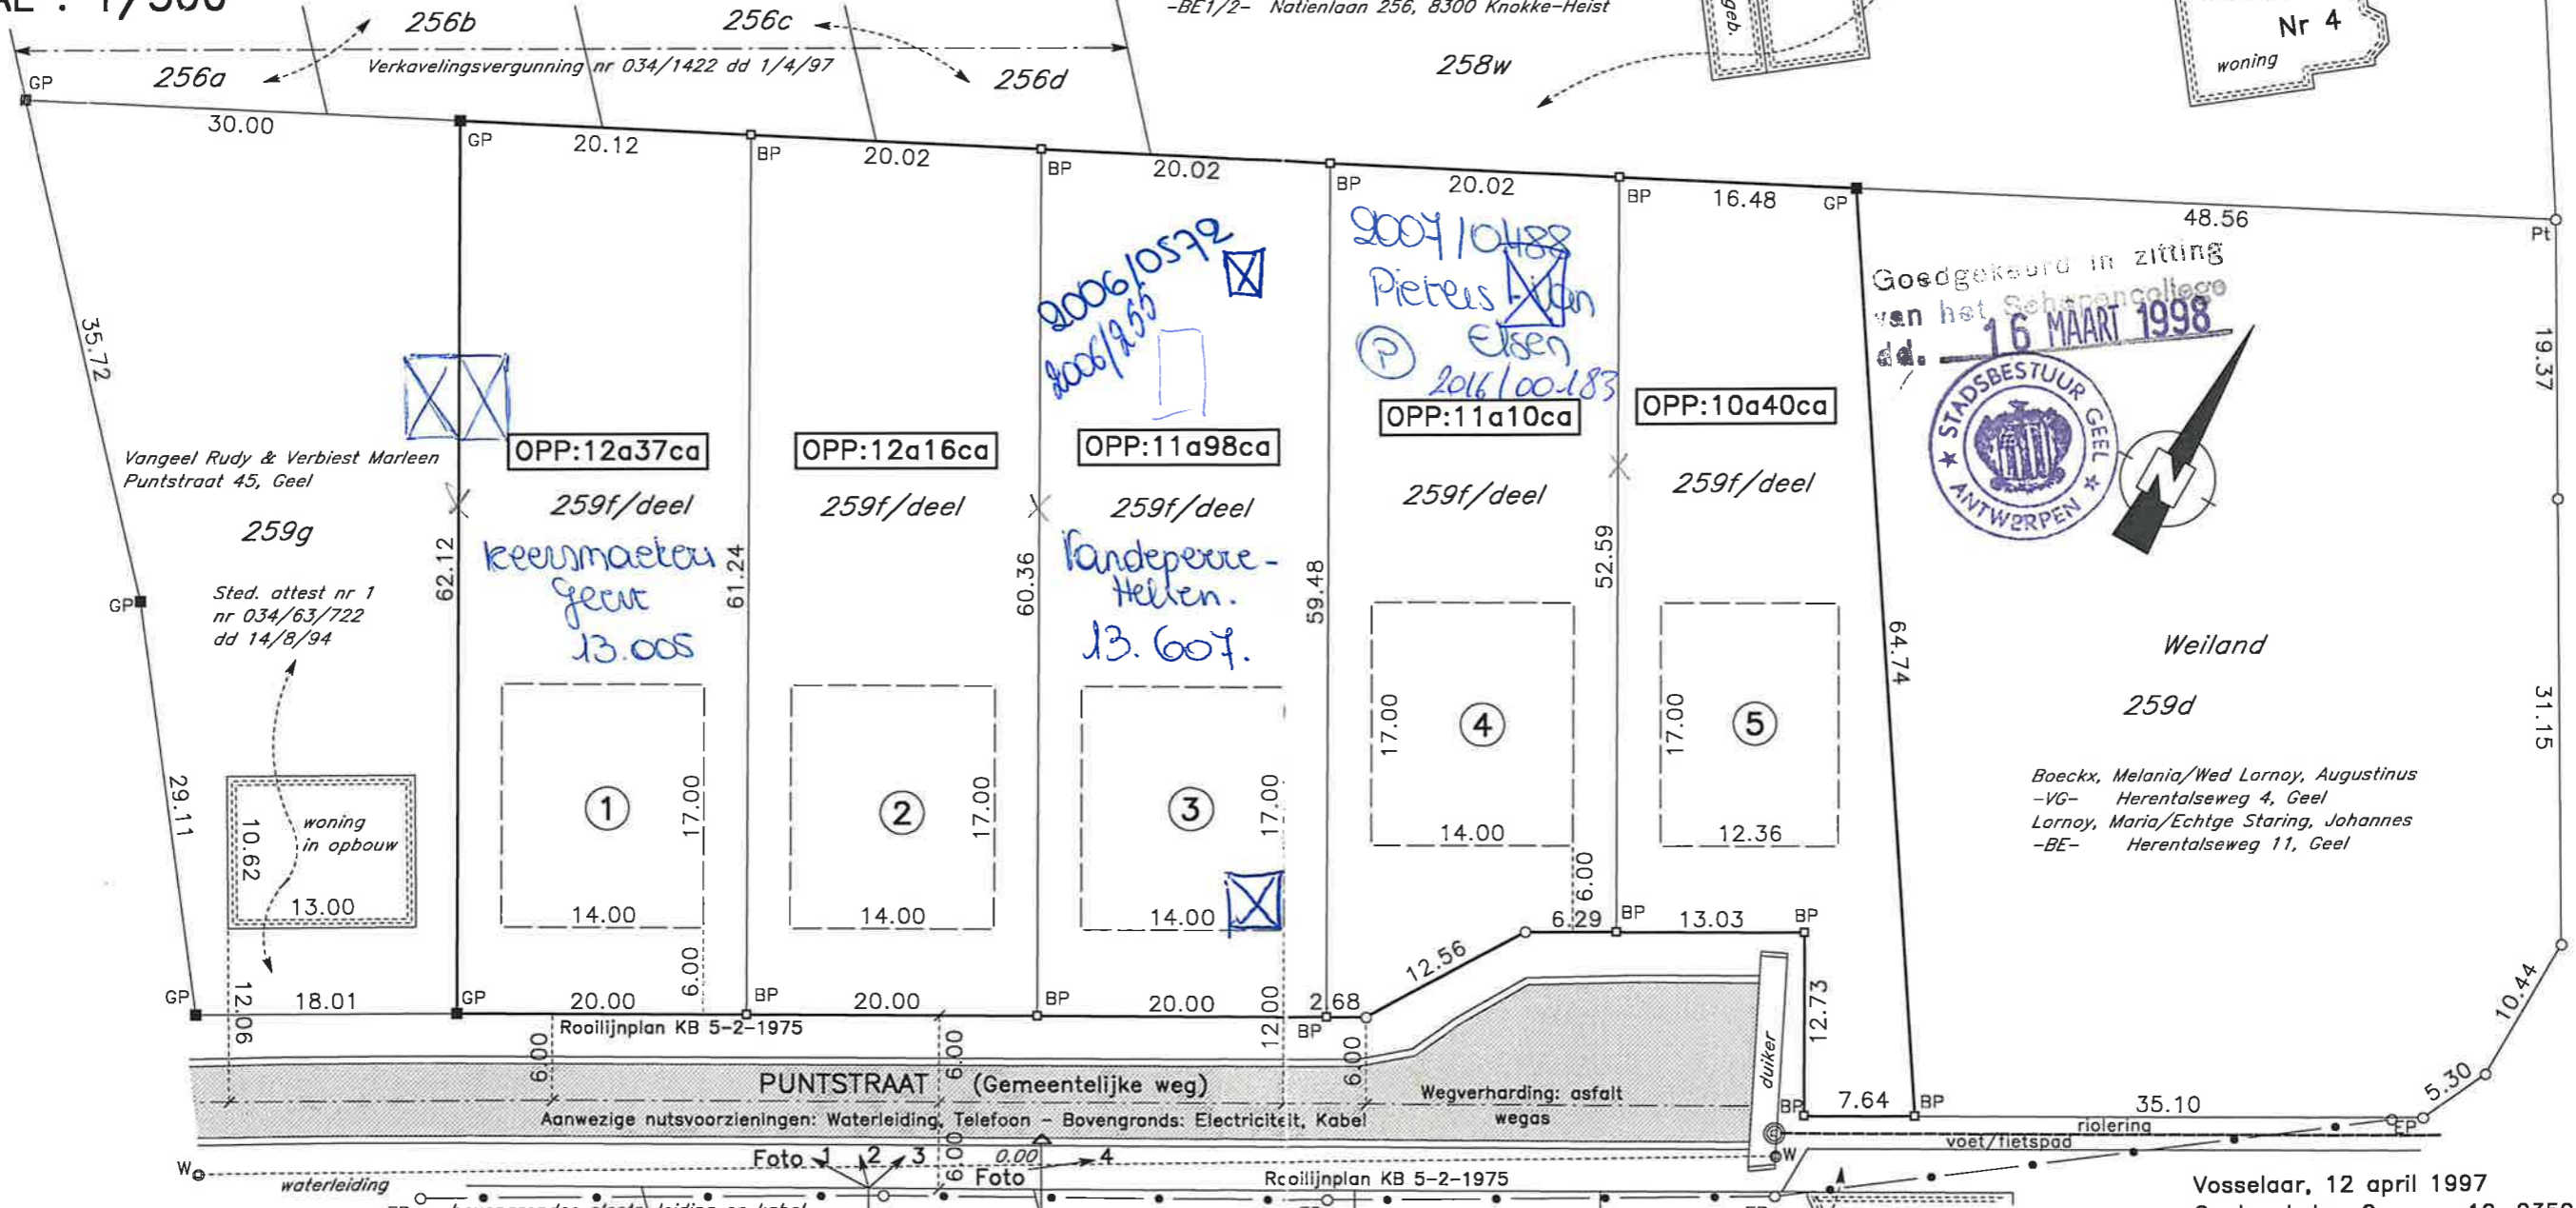 1/500
256b
256c
-BE1/2- Natienlaan 256, 8300 Knokke-Heist
geb.
Nr 4
woning
256a
Verkavelingsvergunning nr 034/1422 dd 1/4/97
256d
258w
GP
30.00
GP
20.12
BP
20.02
BP
20.02
BP
20.02
BP
16.48
GP
48.56
Pt
2006/0572
2006/255
2007/0488
Pieters
Elsen
P
2016/00183
Goedgekeurd in zitting
van het Schepencollege
dd. 16 MAART 1998
STADSBESTUUR GEEL
ANTWERPEN
N
35.72
19.37
OPP:12a37ca
OPP:12a16ca
OPP:11a98ca
OPP:11a10ca
OPP:10a40ca
Vangeel Rudy & Verbiest Marleen
Puntstraat 45, Geel
259g
259f/deel
259f/deel
259f/deel
259f/deel
259f/deel
62.12
61.24
60.36
59.48
52.59
64.74
Geert
13.005
Vandeperre-
13.607.
GP
Sted. attest nr 1
nr 034/63/722
dd 14/8/94
Weiland
259d
31.15
Boeckx, Melania/Wed Lornoy, Augustinus
-VG- Herentalseweg 4, Geel
Lornoy, Maria/Echtge Staring, Johannes
-BE- Herentalseweg 11, Geel
29.11
10.62
woning
in opbouw
13.00
1
17.00
14.00
2
17.00
14.00
3
17.00
14.00
4
17.00
14.00
5
17.00
12.36
6.00
6.00
6.29
BP
13.03
BP
12.56
12.73
10.44
5.30
GP
12.06
18.01
GP
20.00
BP
20.00
BP
20.00
12.00
2.68
BP
Rooilijnplan KB 5-2-1975
duiker
6.00
6.00
6.00
PUNTSTRAAT (Gemeentelijke weg)
Wegverharding: asfalt
wegas
Aanwezige nutsvoorzieningen: Waterleiding, Telefoon - Bovengronds: Electriciteit, Kabel
BP
7.64
BP
35.10
riolering
EP
voet/fietspad
W
waterleiding
Foto 1 2 3
6.00
0.00
Foto
4
W
Rooilijnplan KB 5-2-1975
Vosselaar, 12 april 1997